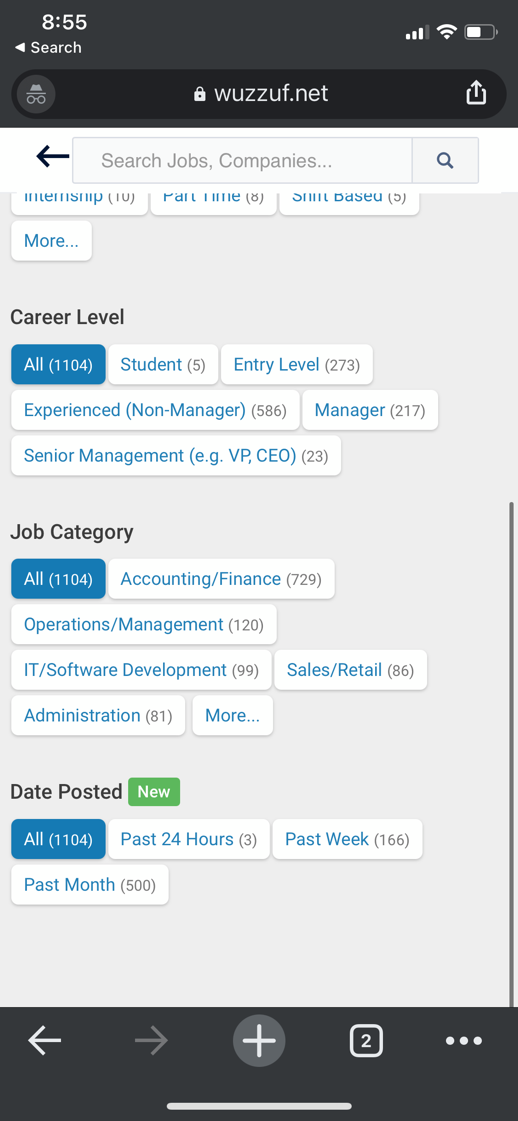 8:55
◀ Search
wuzzuf.net
Search Jobs, Companies...
Internship (10) Part Time (8) Shift Based (5)
More...
Career Level
All (1104) Student (5) Entry Level (273)
Experienced (Non-Manager) (586) Manager (217)
Senior Management (e.g. VP, CEO) (23)
Job Category
All (1104) Accounting/Finance (729)
Operations/Management (120)
IT/Software Development (99) Sales/Retail (86)
Administration (81) More...
Date Posted New
All (1104) Past 24 Hours (3) Past Week (166)
Past Month (500)
2